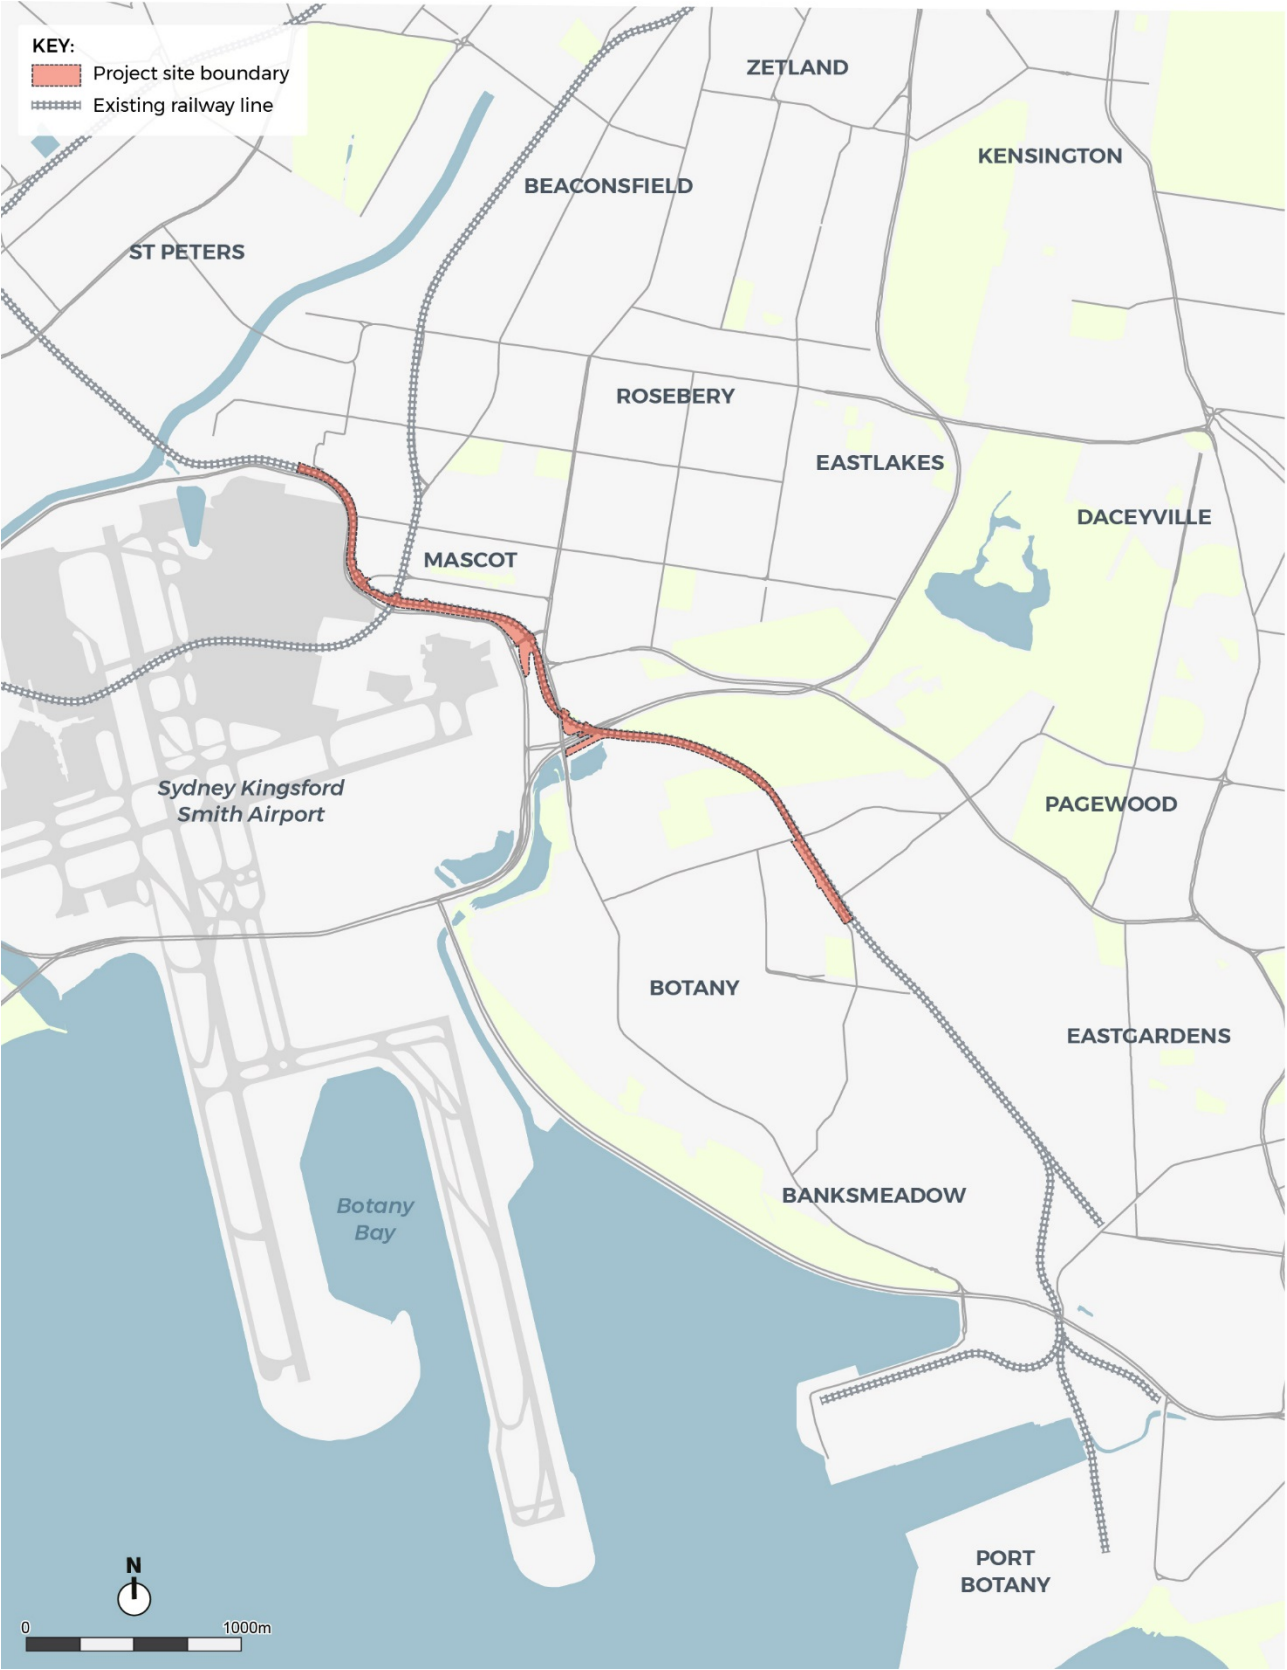 KEY:
Project site boundary
Existing railway line
ZETLAND
KENSINGTON
BEACONSFIELD
ST PETERS
ROSEBERY
EASTLAKES
DACEYVILLE
MASCOT
Sydney Kingsford
Smith Airport
PAGEWOOD
BOTANY
EASTGARDENS
BANKSMEADOW
Botany
Bay
PORT
BOTANY
N
0 1000m